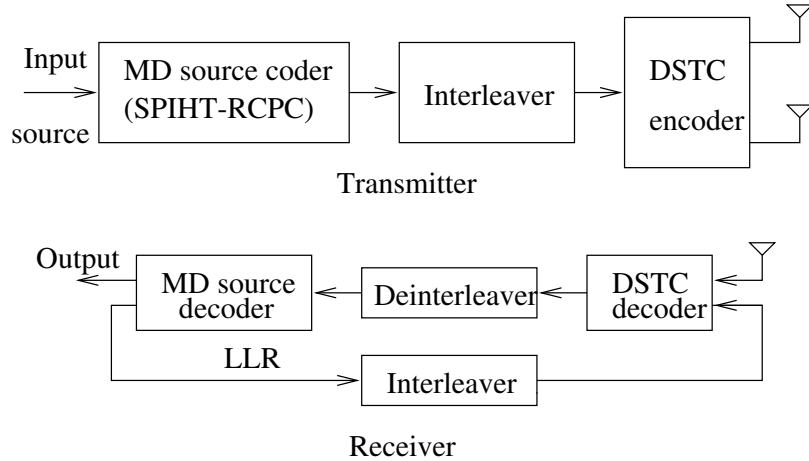 Input
source
MD source coder
(SPIHT-RCPC)
Interleaver
DSTC
encoder
Transmitter
Output
MD source
decoder
Deinterleaver
DSTC
decoder
LLR
Interleaver
Receiver